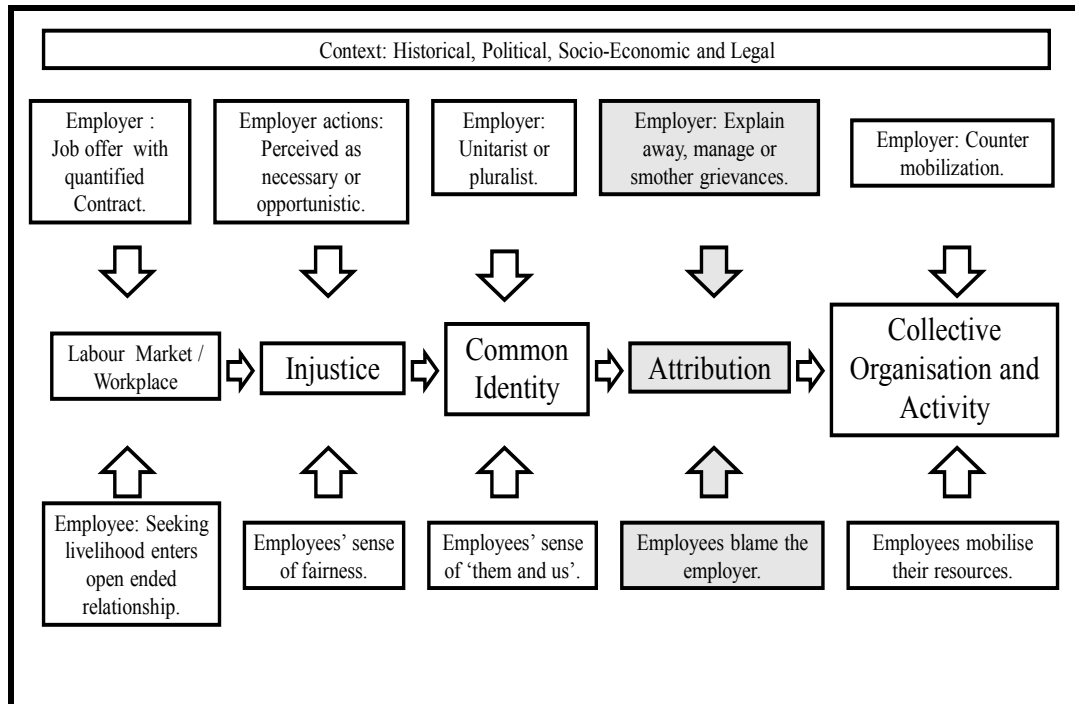 Context: Historical, Political, Socio-Economic and Legal
Employer :
Job offer with
quantified
Contract.
Employer actions:
Perceived as
necessary or
opportunistic.
Employer:
Unitarist or
pluralist.
Employer: Explain
away, manage or
smother grievances.
Employer: Counter
mobilization.
Labour Market /
Workplace
Injustice
Common
Identity
Attribution
Collective
Organisation and
Activity
Employee: Seeking
livelihood enters
open ended
relationship.
Employees’ sense
of fairness.
Employees’ sense
of ‘them and us’.
Employees blame the
employer.
Employees mobilise
their resources.